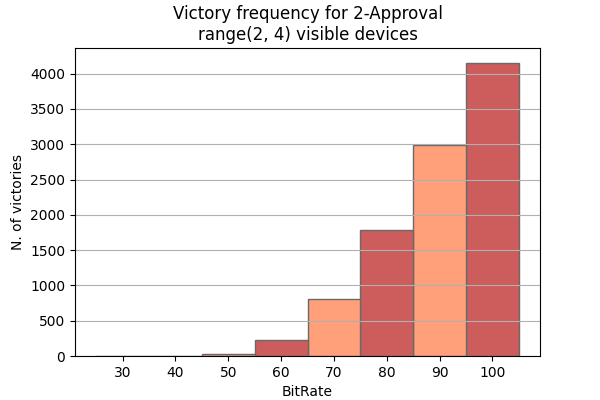 Victory frequency for 2-Approval
range(2, 4) visible devices
N. of victories
4000
3500
3000
2500
2000
1500
1000
500
0
30 40 50 60 70 80 90 100
BitRate